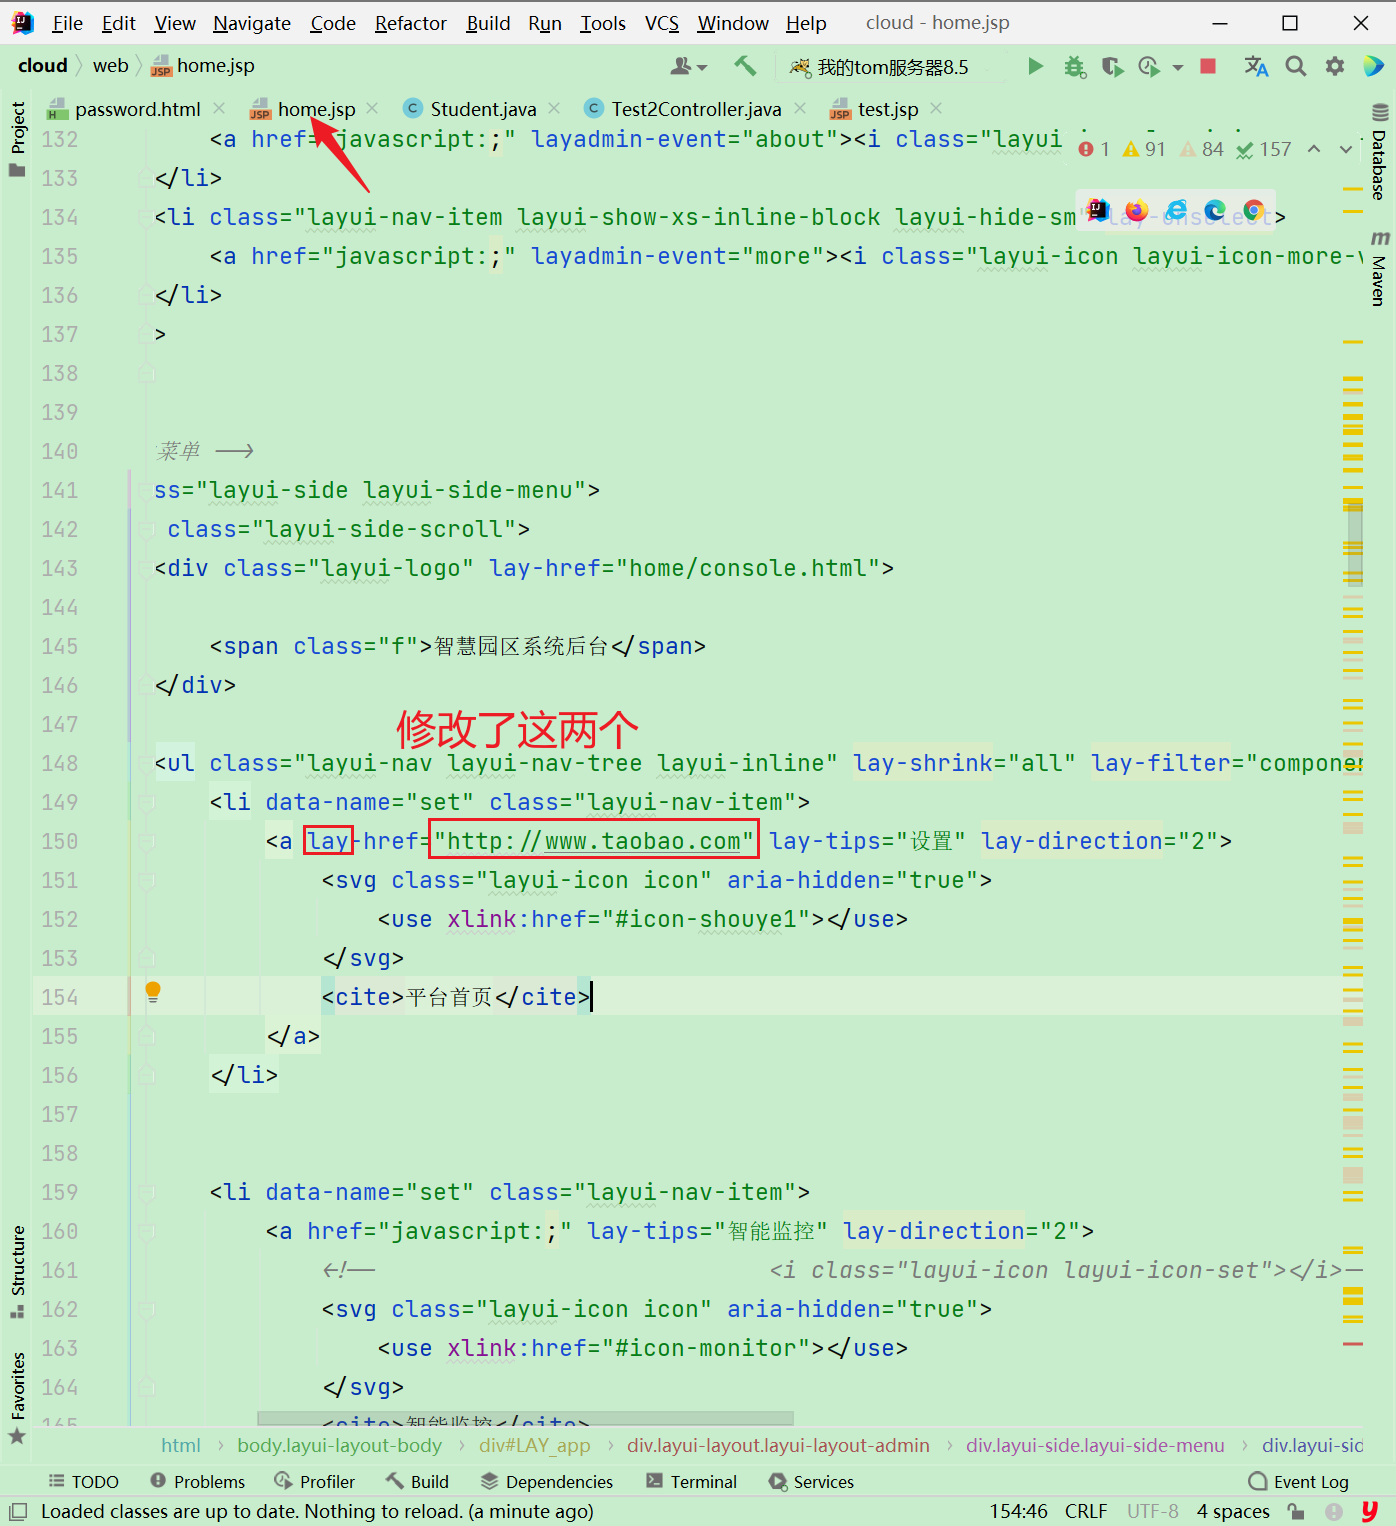 File Edit View Navigate Code Refactor Build Run Tools VCS Window Help cloud - home.jsp
cloud web home.jsp 我的tom服务器8.5
password.html home.jsp Student.java Test2Controller.java test.jsp
132 <a href="javascript:;" layadmin-event="about"><i class="layui
1 91 84 157
133 </li>
134 <li class="layui-nav-item layui-show-xs-inline-block layui-hide-sm" lay-unselect>
135 <a href="javascript:;" layadmin-event="more"><i class="layui-icon layui-icon-more-v
136 </li>
137 >
138
139
140 菜单 -->
141 ss="layui-side layui-side-menu">
142 class="layui-side-scroll">
143 <div class="layui-logo" lay-href="home/console.html">
144
145 <span class="f">智慧园区系统后台</span>
146 </div>
147
修改了这两个
148 <ul class="layui-nav layui-nav-tree layui-inline" lay-shrink="all" lay-filter="componen
149 <li data-name="set" class="layui-nav-item">
150 <a lay-href="http://www.taobao.com" lay-tips="设置" lay-direction="2">
151 <svg class="layui-icon icon" aria-hidden="true">
152 <use xlink:href="#icon-shouye1"></use>
153 </svg>
154 <cite>平台首页</cite>
155 </a>
156 </li>
157
158
159 <li data-name="set" class="layui-nav-item">
160 <a href="javascript:;" lay-tips="智能监控" lay-direction="2">
161 <!-- <i class="layui-icon layui-icon-set"></i>--
162 <svg class="layui-icon icon" aria-hidden="true">
163 <use xlink:href="#icon-monitor"></use>
164 </svg>
165 <cite>智能监控</cite>
html body.layui-layout-body div#LAY_app div.layui-layout.layui-layout-admin div.layui-side.layui-side-menu div.layui-sid
TODO Problems Profiler Build Dependencies Terminal Services Event Log
Loaded classes are up to date. Nothing to reload. (a minute ago) 154:46 CRLF UTF-8 4 spaces
Project
Structure
Favorites
Database
m Maven